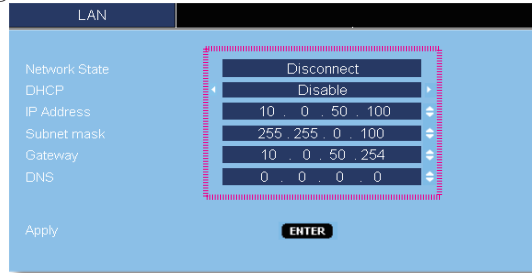 LAN
Network State Disconnect
DHCP Disable
IP Address 10 . 0 . 50 . 100
Subnet mask 255 . 255 . 0 . 100
Gateway 10 . 0 . 50 . 254
DNS 0 . 0 . 0 . 0
Apply ENTER